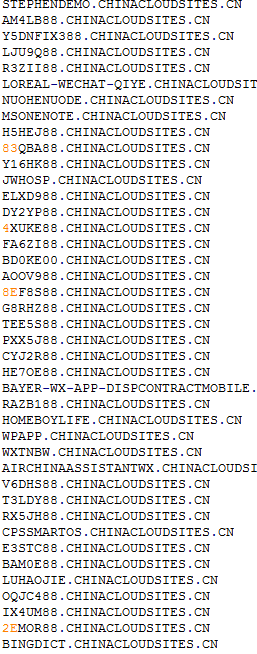 STEPHENDEMO.CHINACLOUDSITES.CN
AM4LB88.CHINACLOUDSITES.CN
Y5DNFIX388.CHINACLOUDSITES.CN
LJU9Q88.CHINACLOUDSITES.CN
R3ZII88.CHINACLOUDSITES.CN
LOREAL-WECHAT-QIYE.CHINACLOUDSIT
NUOHENUODE.CHINACLOUDSITES.CN
MSONENOTE.CHINACLOUDSITES.CN
H5HEJ88.CHINACLOUDSITES.CN
83QBA88.CHINACLOUDSITES.CN
Y16HK88.CHINACLOUDSITES.CN
JWHOSP.CHINACLOUDSITES.CN
ELXD988.CHINACLOUDSITES.CN
DY2YP88.CHINACLOUDSITES.CN
4XUKE88.CHINACLOUDSITES.CN
FA6ZI88.CHINACLOUDSITES.CN
BD0KE00.CHINACLOUDSITES.CN
AOOV988.CHINACLOUDSITES.CN
8EF8S88.CHINACLOUDSITES.CN
G8RHZ88.CHINACLOUDSITES.CN
TEE5S88.CHINACLOUDSITES.CN
PXX5J88.CHINACLOUDSITES.CN
CYJ2R88.CHINACLOUDSITES.CN
HE7OE88.CHINACLOUDSITES.CN
BAYER-WX-APP-DISPCONTRACTMOBILE.
RAZB188.CHINACLOUDSITES.CN
HOMEBOYLIFE.CHINACLOUDSITES.CN
WPAPP.CHINACLOUDSITES.CN
WXTNBW.CHINACLOUDSITES.CN
AIRCHINAASSISTANTWX.CHINACLOUDSI
V6DHS88.CHINACLOUDSITES.CN
T3LDY88.CHINACLOUDSITES.CN
RX5JH88.CHINACLOUDSITES.CN
CPSSMARTOS.CHINACLOUDSITES.CN
E3STC88.CHINACLOUDSITES.CN
BAM0E88.CHINACLOUDSITES.CN
LUHAOJIE.CHINACLOUDSITES.CN
OQJC488.CHINACLOUDSITES.CN
IX4UM88.CHINACLOUDSITES.CN
2EMOR88.CHINACLOUDSITES.CN
BINGDICT.CHINACLOUDSITES.CN